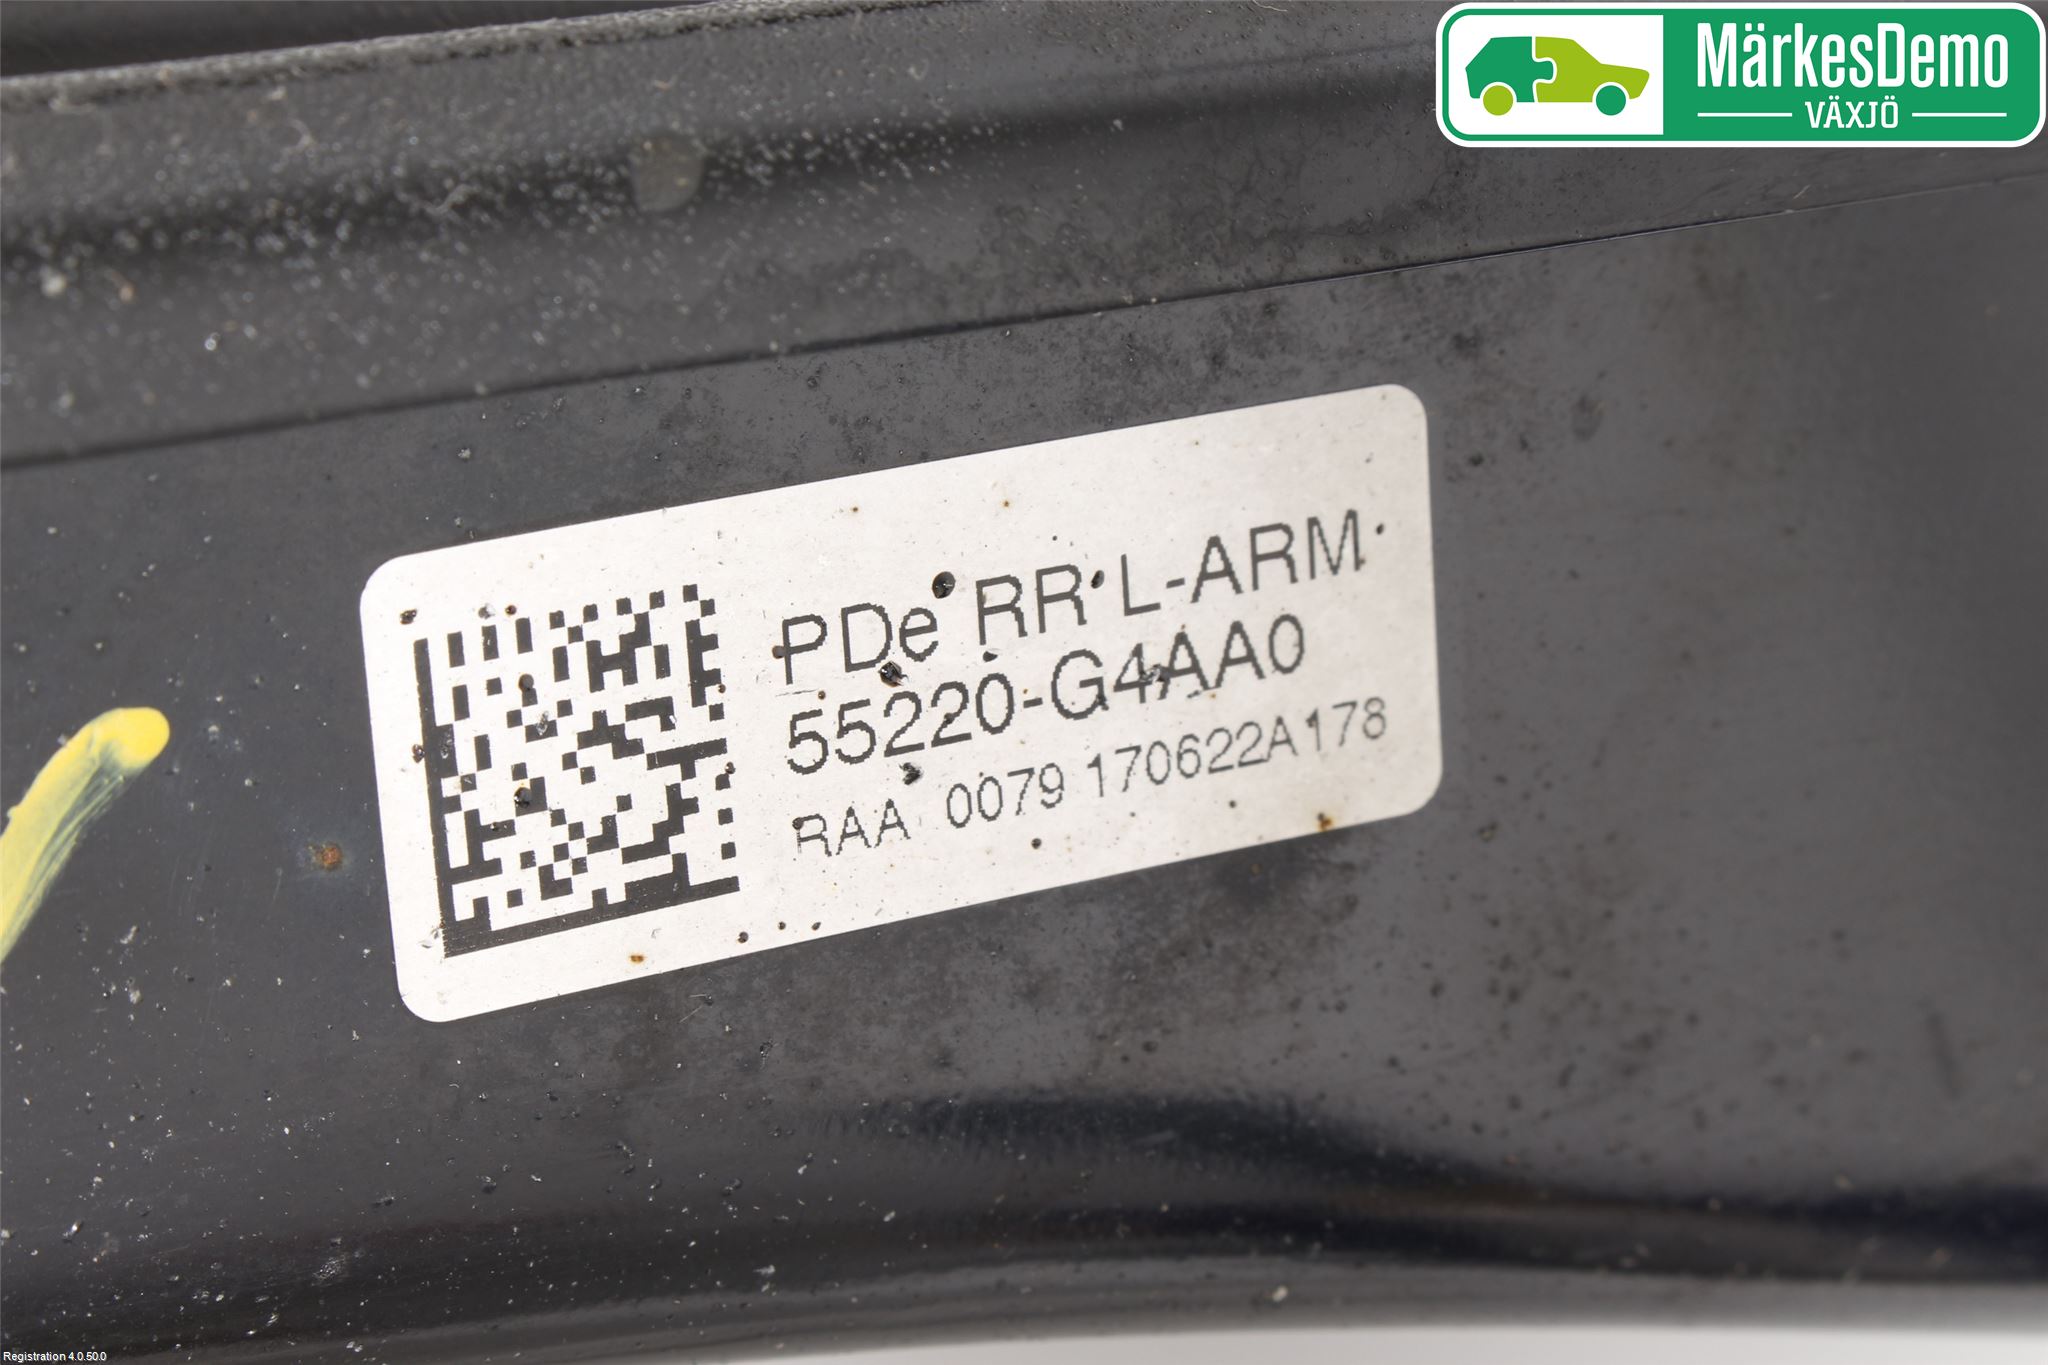 MärkesDemo
VÄXJÖ
PDe RR L-ARM
55220-G4AA0
RAA 0079 170622A178
Registration 4.0.50.0